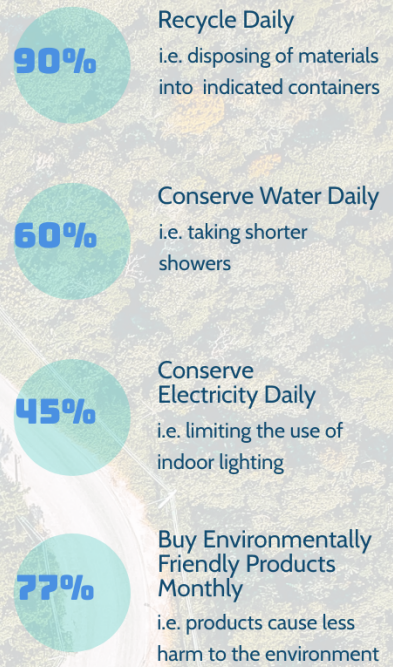 90%
Recycle Daily
i.e. disposing of materials
into indicated containers
60%
Conserve Water Daily
i.e. taking shorter
showers
45%
Conserve
Electricity Daily
i.e. limiting the use of
indoor lighting
77%
Buy Environmentally
Friendly Products
Monthly
i.e. products cause less
harm to the environment